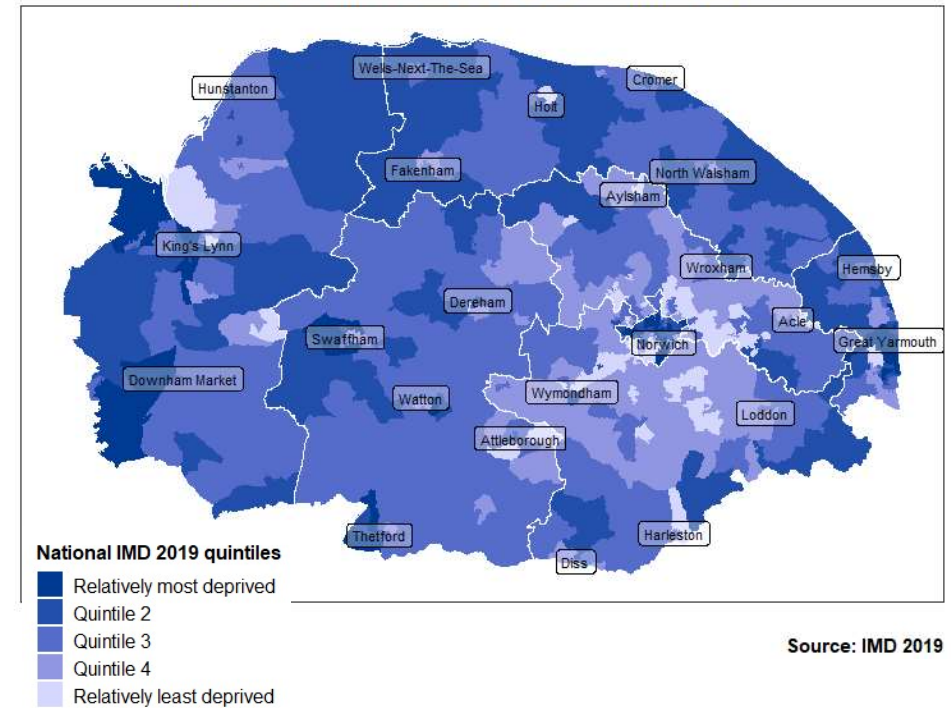 Wells-Next-The-Sea
Cromer
Hunstanton
Holt
Fakenham
North Walsham
Aylsham
King's Lynn
Wroxham
Hemsby
Dereham
Acle
Swaffham
Norwich
Great Yarmouth
Downham Market
Watton
Wymondham
Loddon
Attleborough
Thetford
Harleston
Diss
National IMD 2019 quintiles
Relatively most deprived
Quintile 2
Quintile 3
Quintile 4
Relatively least deprived
Source: IMD 2019